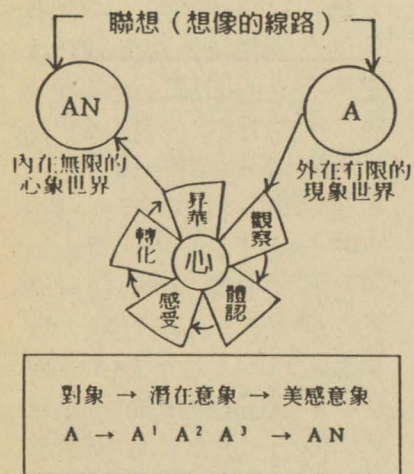 聯想（想像的線路）
AN
A
內在無限的
心象世界
外在有限的
現象世界
昇華
轉化
觀察
心
感受
體認
對象 → 潛在意象 → 美感意象
A → A¹ A² A³ → AN